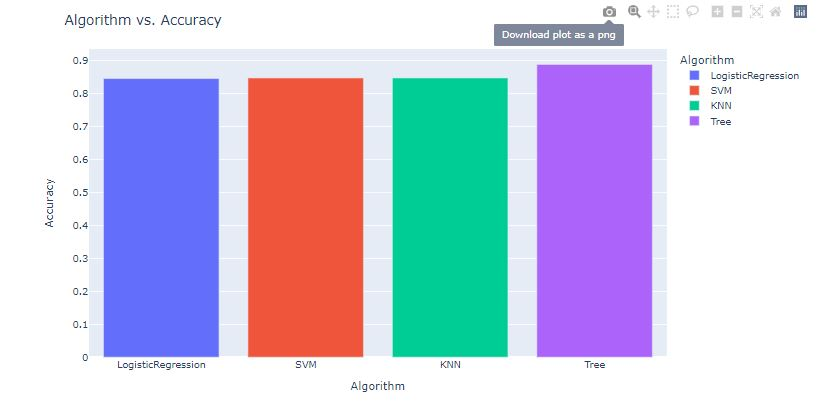 Algorithm vs. Accuracy
Download plot as a png
0.9
0.8
0.7
0.6
0.5
0.4
0.3
0.2
0.1
0
Accuracy
LogisticRegression
SVM
KNN
Tree
Algorithm
Algorithm
LogisticRegression
SVM
KNN
Tree